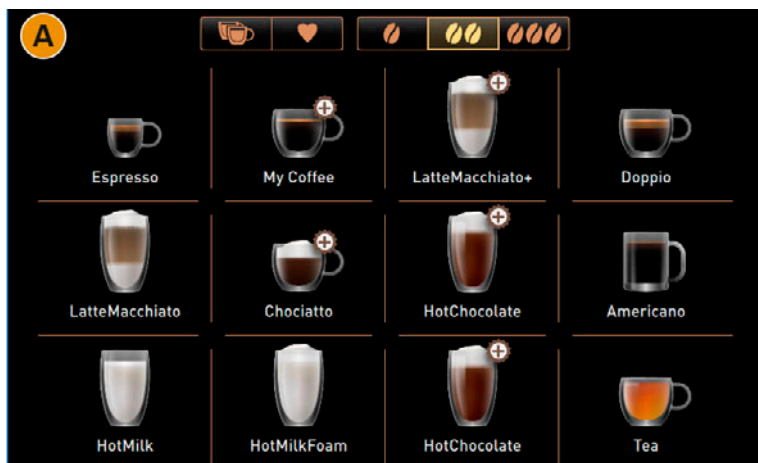 A
Espresso My Coffee LatteMacchiato+ Doppio
LatteMacchiato Chociatto HotChocolate Americano
HotMilk HotMilkFoam HotChocolate Tea